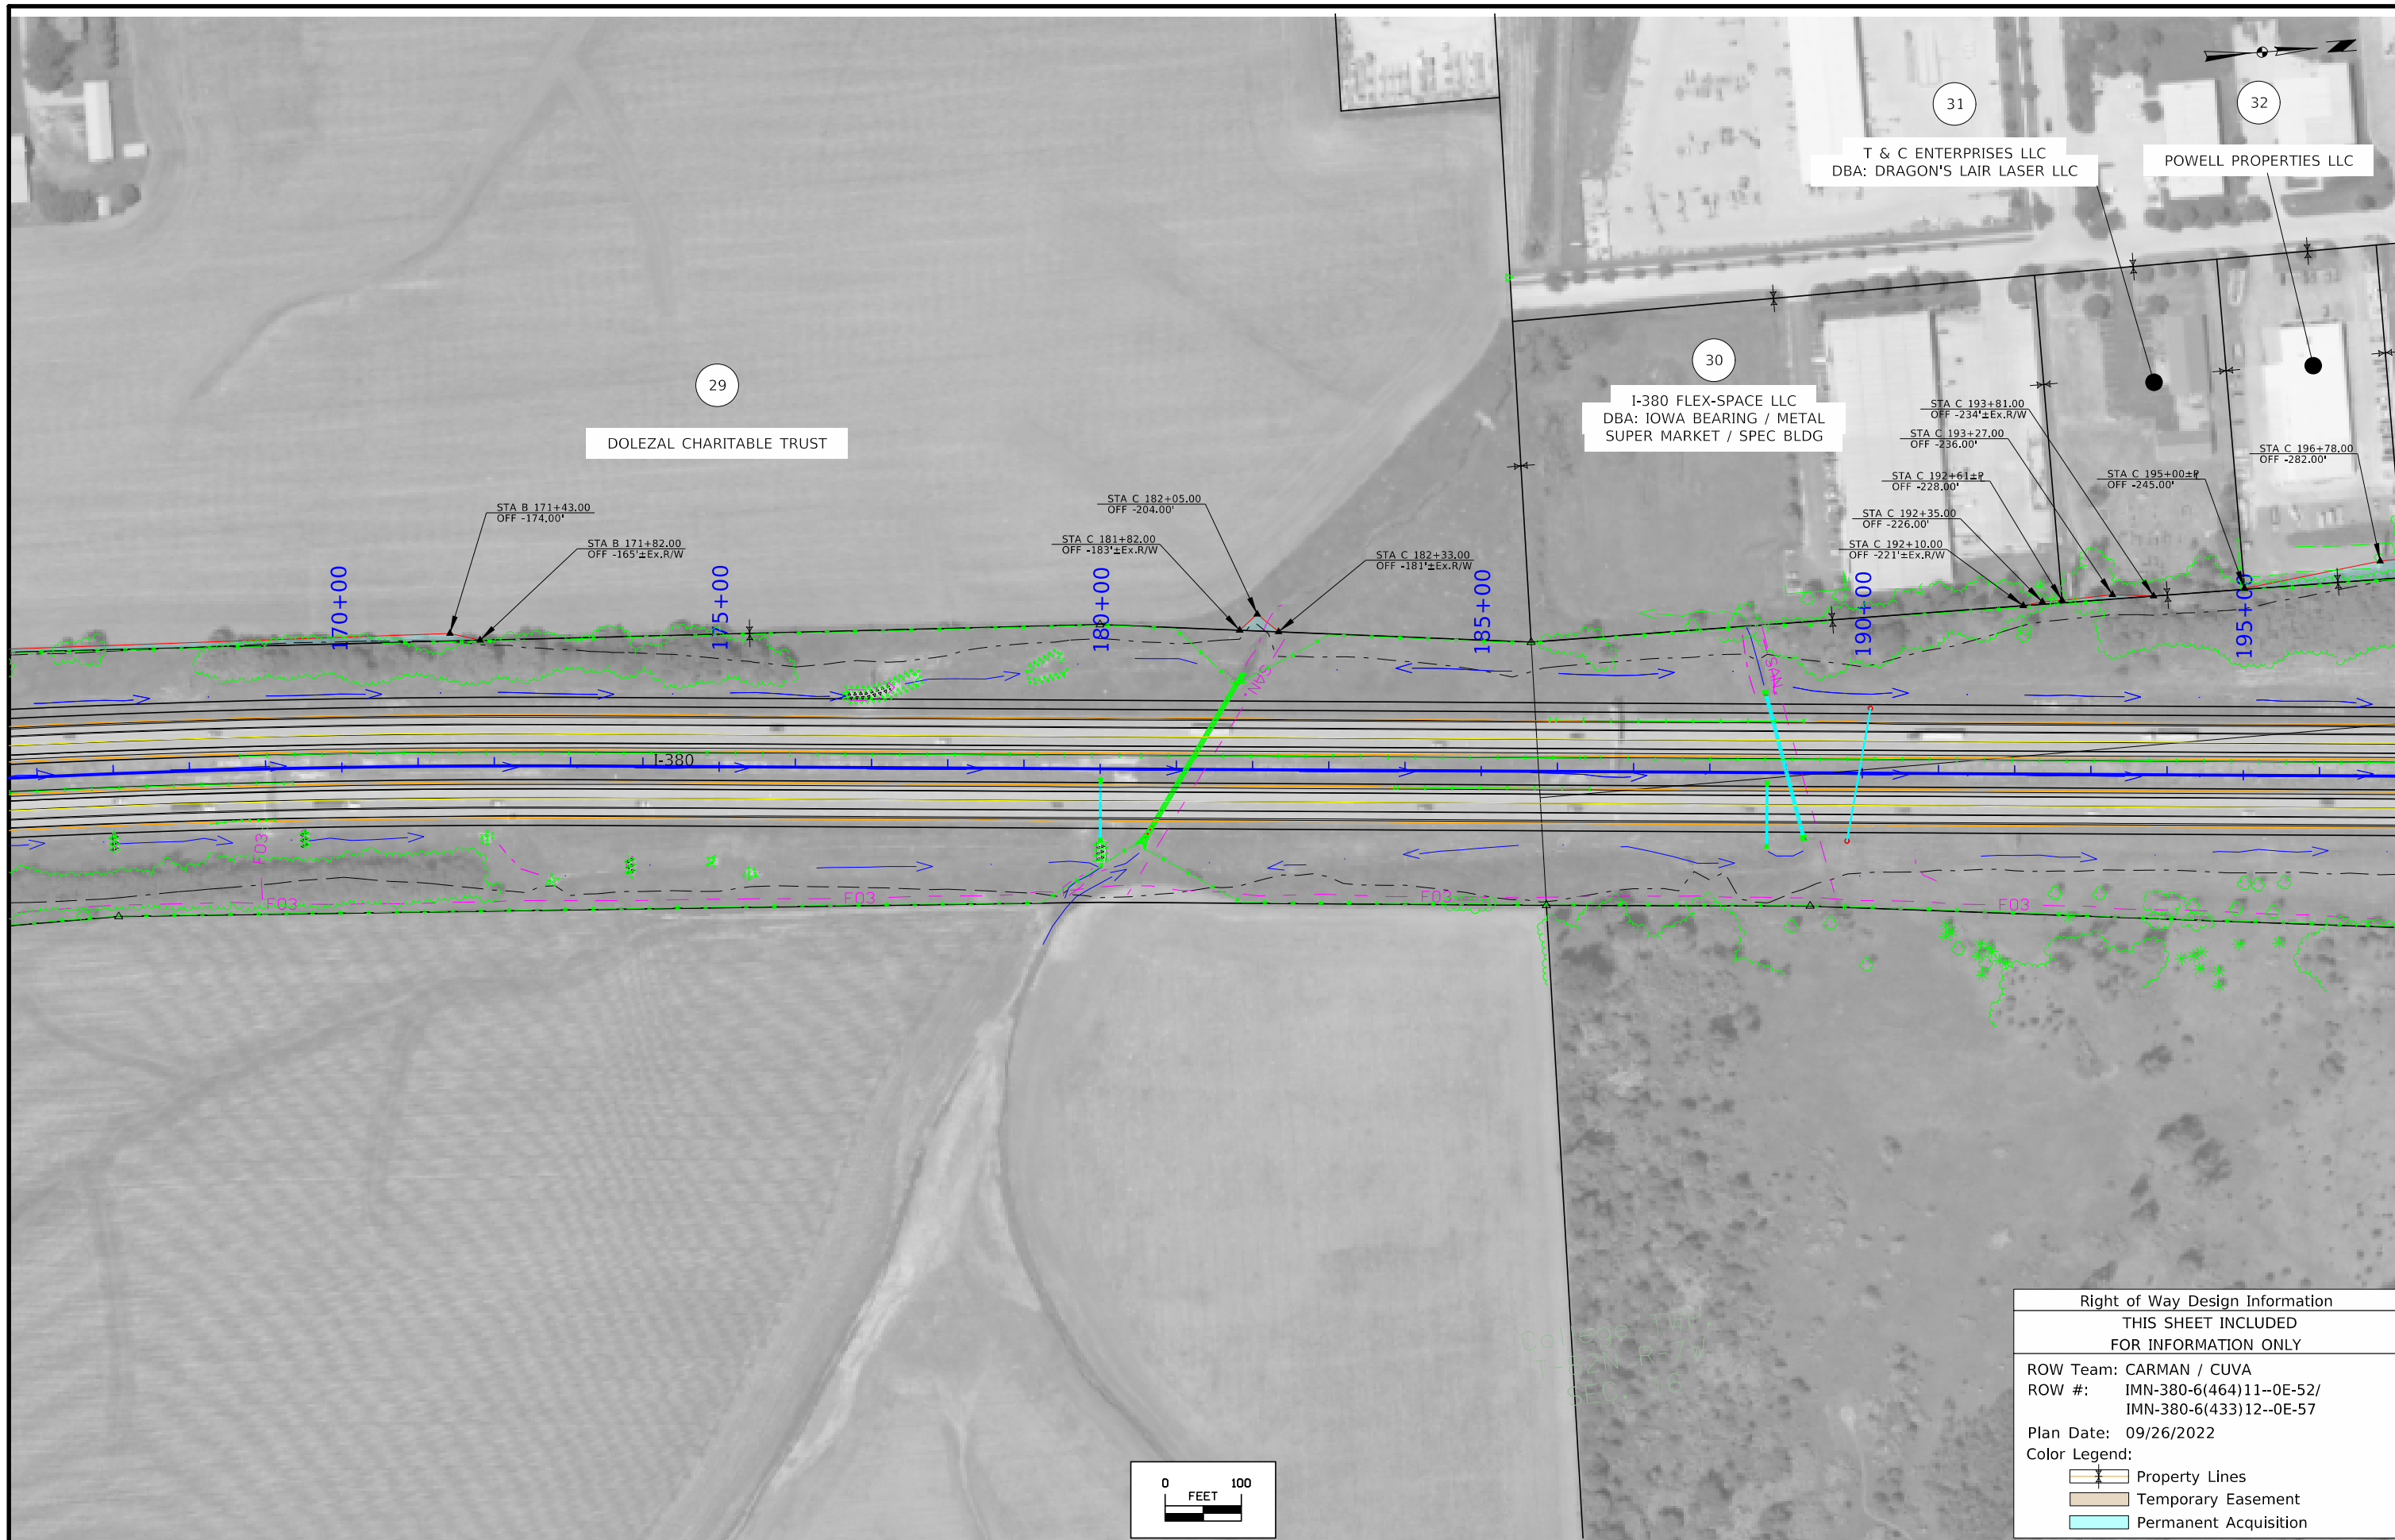 31
32
T & C ENTERPRISES LLC
DBA: DRAGON'S LAIR LASER LLC
POWELL PROPERTIES LLC
29
DOLEZAL CHARITABLE TRUST
30
I-380 FLEX-SPACE LLC
DBA: IOWA BEARING / METAL
SUPER MARKET / SPEC BLDG
STA B 171+43.00
OFF -174.00'
STA B 171+82.00
OFF -165'±Ex.R/W
STA C 182+05.00
OFF -204.00'
STA C 181+82.00
OFF -183'±Ex.R/W
STA C 182+33.00
OFF -181'±Ex.R/W
STA C 193+81.00
OFF -234'±Ex.R/W
STA C 193+27.00
OFF -236.00'
STA C 192+61±P
OFF -228.00'
STA C 192+35.00
OFF -226.00'
STA C 192+10.00
OFF -221'±Ex.R/W
STA C 195+00±P
OFF -245.00'
STA C 196+78.00
OFF -282.00'
170+00
175+00
180+00
185+00
190+00
195+00
SAN
SAN
I-380
F03
F03
F03
F03
F03
SEC
0 100
FEET
Right of Way Design Information
THIS SHEET INCLUDED
FOR INFORMATION ONLY
ROW Team: CARMAN / CUVA
ROW #: IMN-380-6(464)11--0E-52/
IMN-380-6(433)12--0E-57
Plan Date: 09/26/2022
Color Legend:
Property Lines
Temporary Easement
Permanent Acquisition